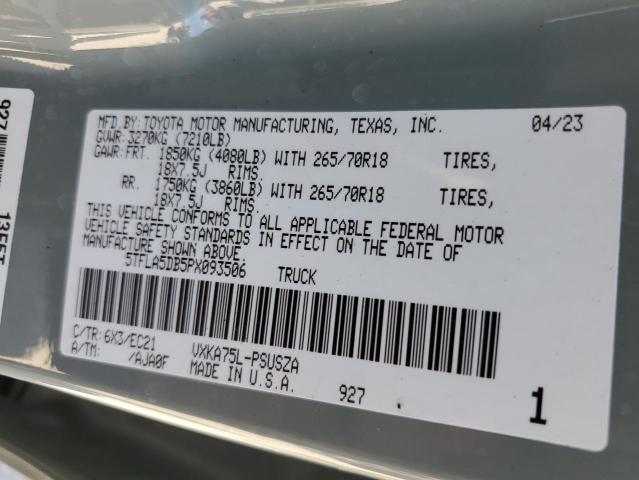 MFD.BY:TOYOTA MOTOR MANUFACTURING, TEXAS, INC. 04/23
GVWR:3270KG (7210LB)
GAWR:FRT. 1850KG (4080LB) WITH 265/70R18 TIRES,
18X7.5J RIMS.
RR. 1750KG (3860LB) WITH 265/70R18 TIRES,
18X7.5J RIMS.
THIS VEHICLE CONFORMS TO ALL APPLICABLE FEDERAL MOTOR
VEHICLE SAFETY STANDARDS IN EFFECT ON THE DATE OF
MANUFACTURE SHOWN ABOVE.
5TFLA5DB5PX093506 TRUCK
C/TR:6X3/EC21 VXKA75L-PSUSZA
A/TM: /AJA0F MADE IN U.S.A. 927 1
927